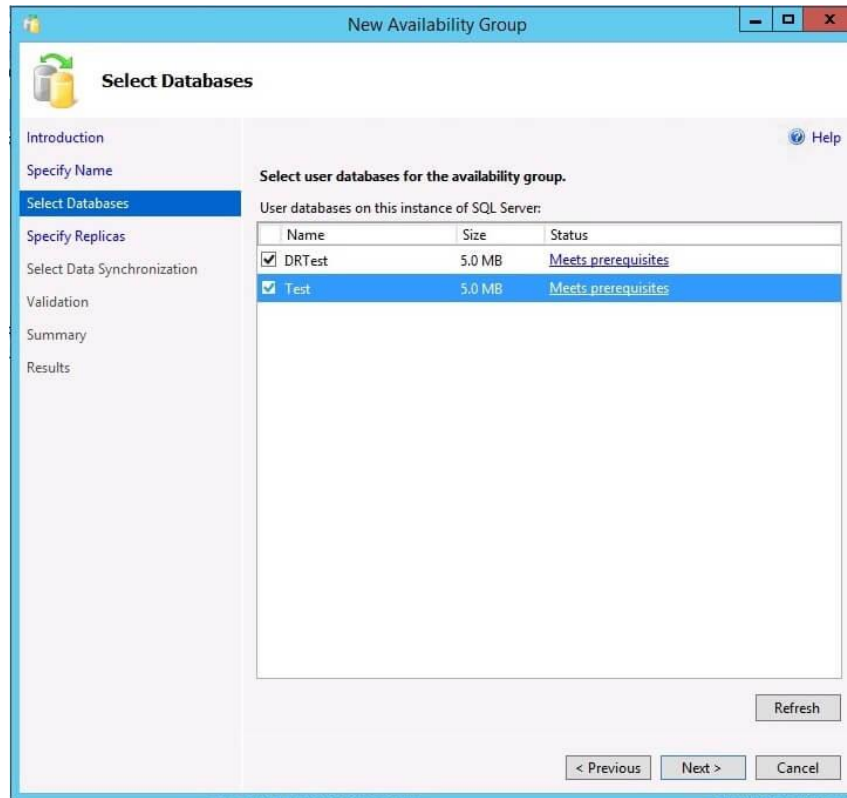 New Availability Group
Select Databases
Introduction
Help
Specify Name
Select Databases
Specify Replicas
Select Data Synchronization
Validation
Summary
Results
Select user databases for the availability group.
User databases on this instance of SQL Server:
Name Size Status
DRTest 5.0 MB Meets prerequisites
Test 5.0 MB Meets prerequisites
Refresh
< Previous Next > Cancel